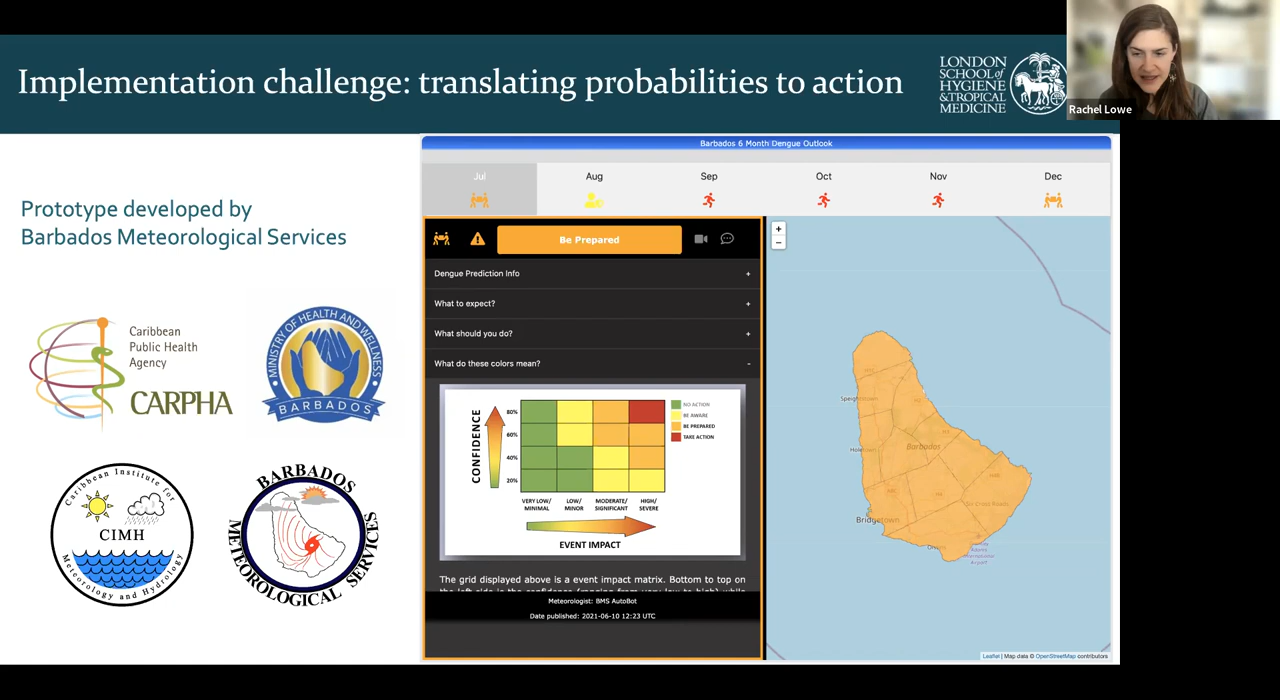 Implementation challenge: translating probabilities to action
LONDON
SCHOOL of
HYGIENE
& TROPICAL
MEDICINE
Rachel Lowe
Prototype developed by
Barbados Meteorological Services
Caribbean
Public Health
Agency
CARPHA
MINISTRY OF HEALTH AND WELLNESS
BARBADOS
Caribbean Institute for
CIMH
Meteorology and Hydrology
BARBADOS
METEOROLOGICAL SERVICES
Barbados 6 Month Dengue Outlook
Jul
Aug
Sep
Oct
Nov
Dec
Be Prepared
Dengue Prediction Info +
What to expect? +
What should you do? +
What do these colors mean? -
CONFIDENCE
80%
60%
40%
20%
NO ACTION
BE AWARE
BE PREPARED
TAKE ACTION
VERY LOW/
MINIMAL
LOW/
MINOR
MODERATE/
SIGNIFICANT
HIGH/
SEVERE
EVENT IMPACT
The grid displayed above is a event impact matrix. Bottom to top on
Meteorologist: BMS AutoBot
Date published: 2021-06-10 12:23 UTC
+
−
Barbados
Bridgetown
Leaflet | Map data © OpenStreetMap contributors